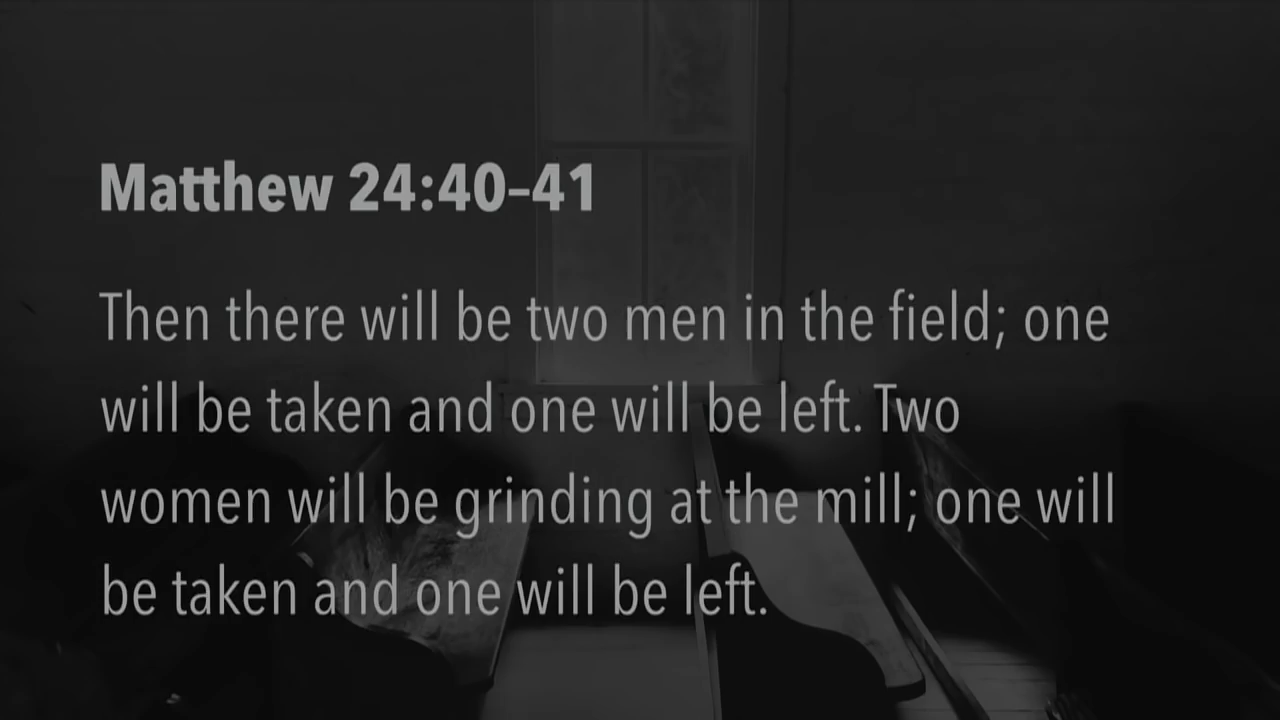 Matthew 24:40–41
Then there will be two men in the field; one
will be taken and one will be left. Two
women will be grinding at the mill; one will
be taken and one will be left.